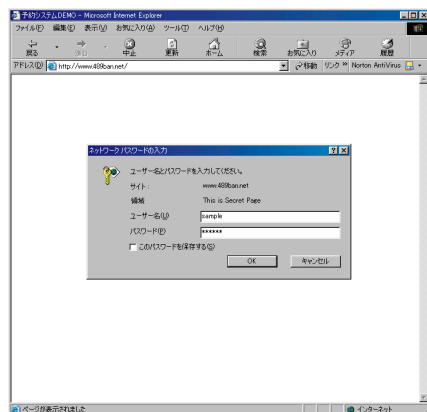 予約システムDEMO - Microsoft Internet Explorer
ファイル(F) 編集(E) 表示(V) お気に入り(A) ツール(T) ヘルプ(H)
戻る 進む 中止 更新 ホーム 検索 お気に入り メディア 履歴
アドレス(D) http://www.489ban.net/ 移動 リンク » Norton AntiVirus
ネットワーク パスワードの入力
ユーザー名とパスワードを入力してください。
サイト: www.489ban.net
領域 This is Secret Page
ユーザー名(U) sample
パスワード(P) ******
このパスワードを保存する(S)
OK キャンセル
ページが表示されました インターネット